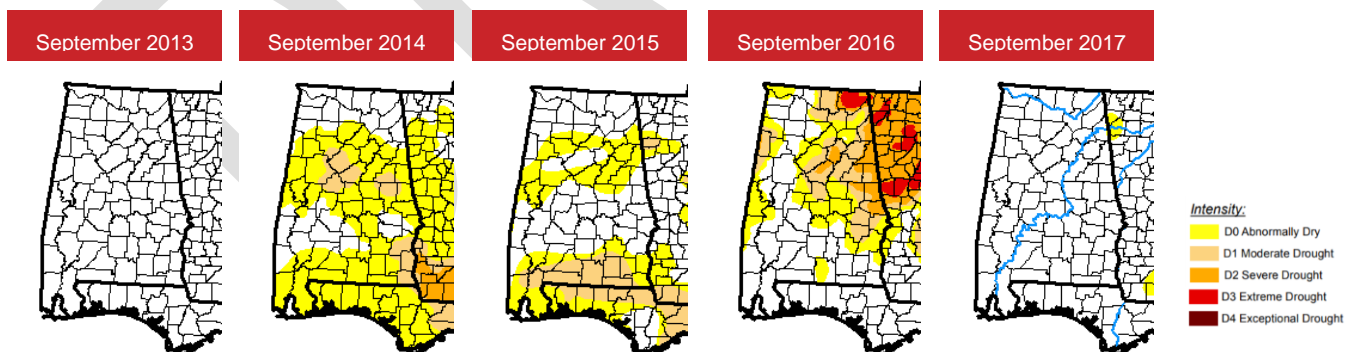 September 2013
September 2014
September 2015
September 2016
September 2017
Intensity:
D0 Abnormally Dry
D1 Moderate Drought
D2 Severe Drought
D3 Extreme Drought
D4 Exceptional Drought